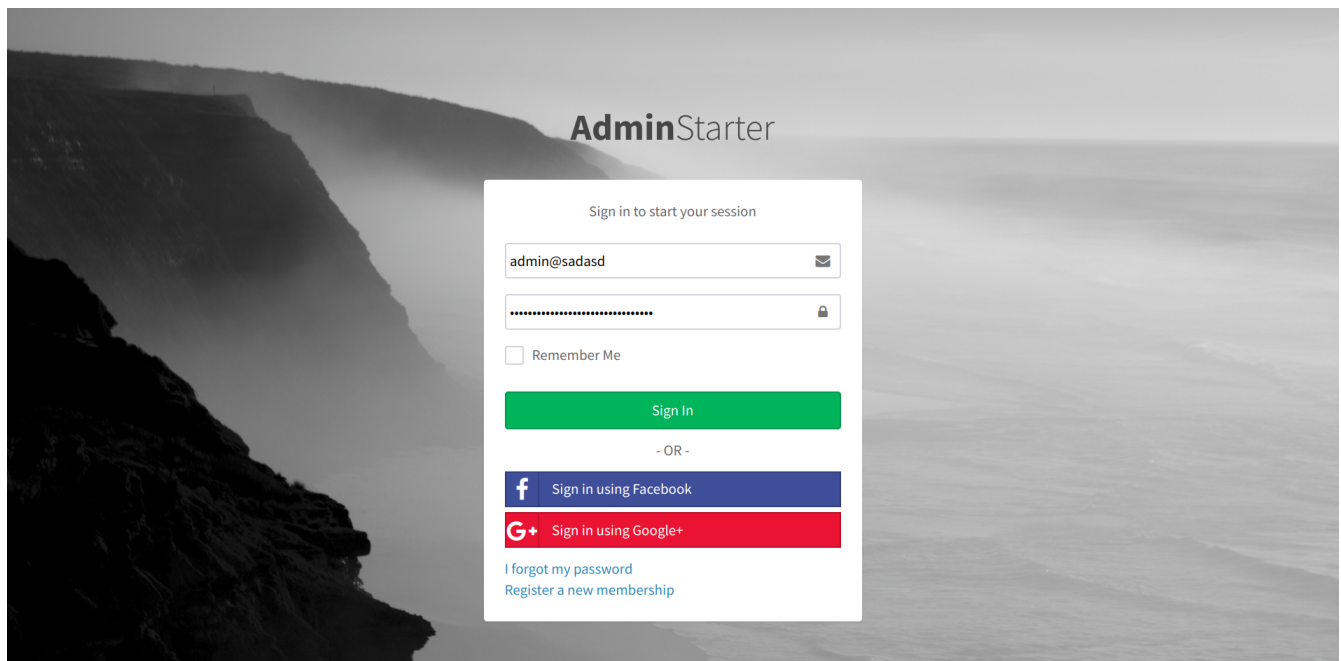 AdminStarter
Sign in to start your session
admin@sadasd
••••••••••••••••••••••••••••••••
Remember Me
Sign In
- OR -
Sign in using Facebook
G+ Sign in using Google+
I forgot my password
Register a new membership